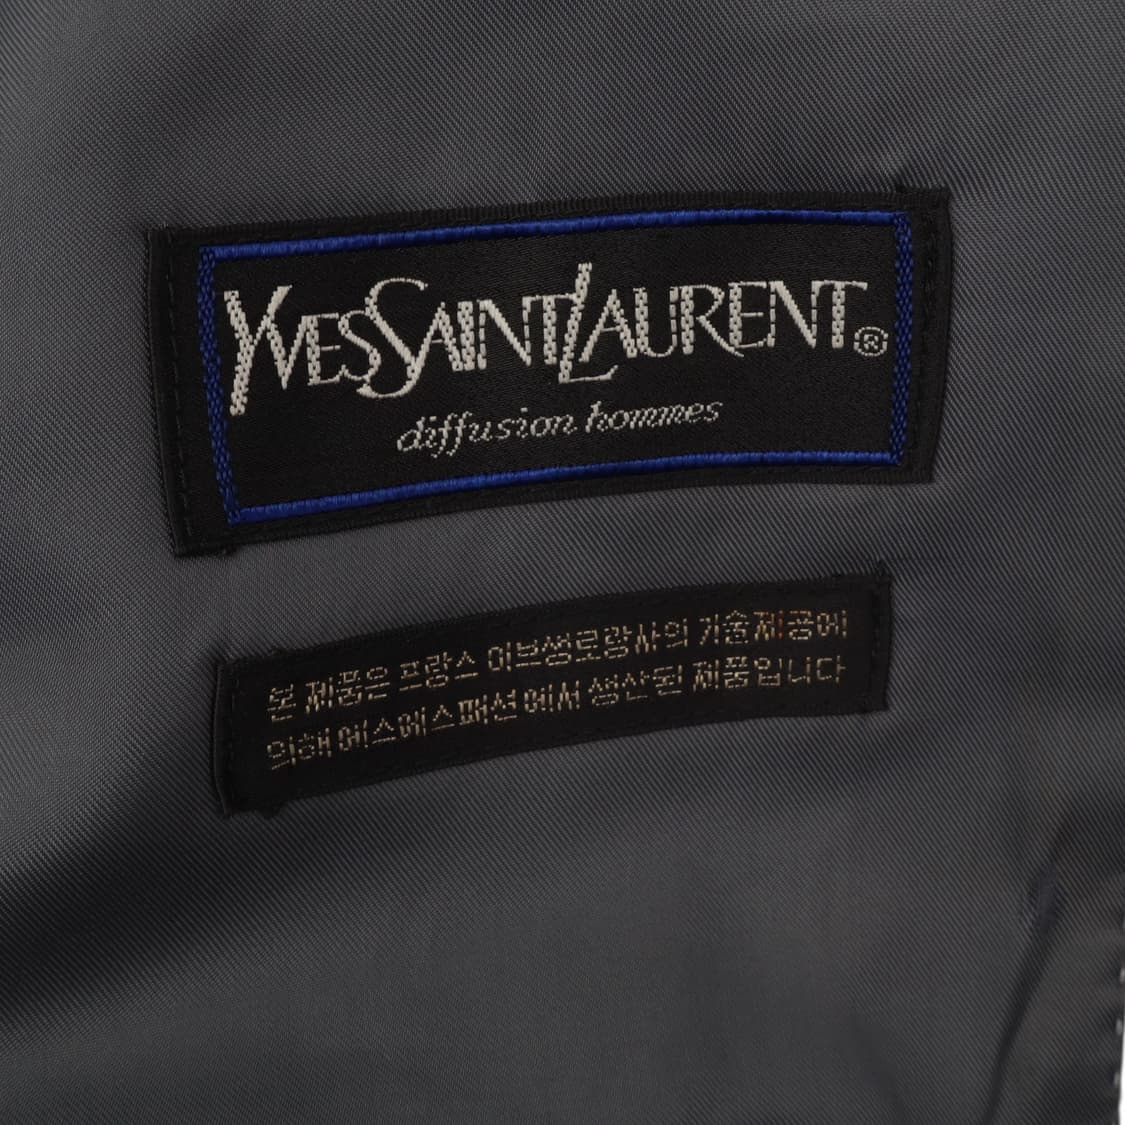 YVESSAINTLAURENT®
diffusion hommes
본 제품은 프랑스 이브생로랑사의 기술제공에
의해 에스에스패션에서 생산된 제품입니다